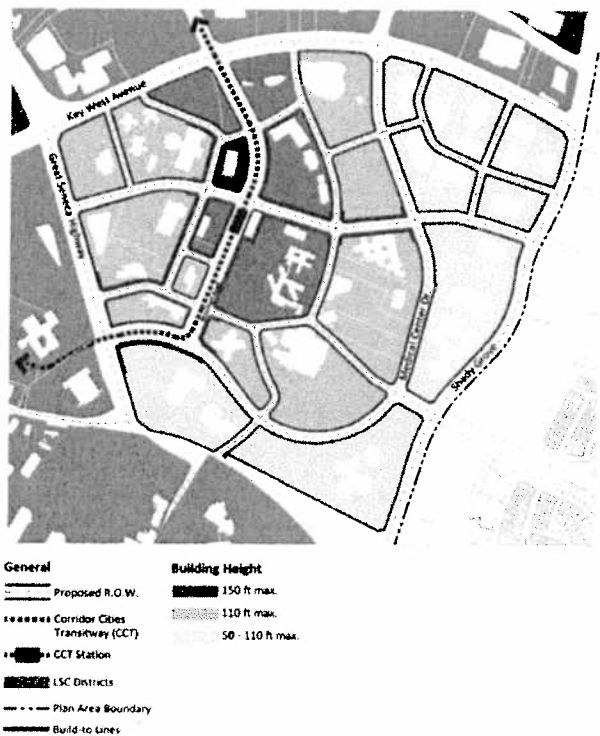 Key West Avenue
Great Seneca Highway
Medical Center Dr.
Shady Grove
General
Proposed R.O.W.
Corridor Cities
Transitway (CCT)
CCT Station
LSC Districts
Plan Area Boundary
Build-to Lines
Building Height
150 ft max.
110 ft max.
50 - 110 ft max.